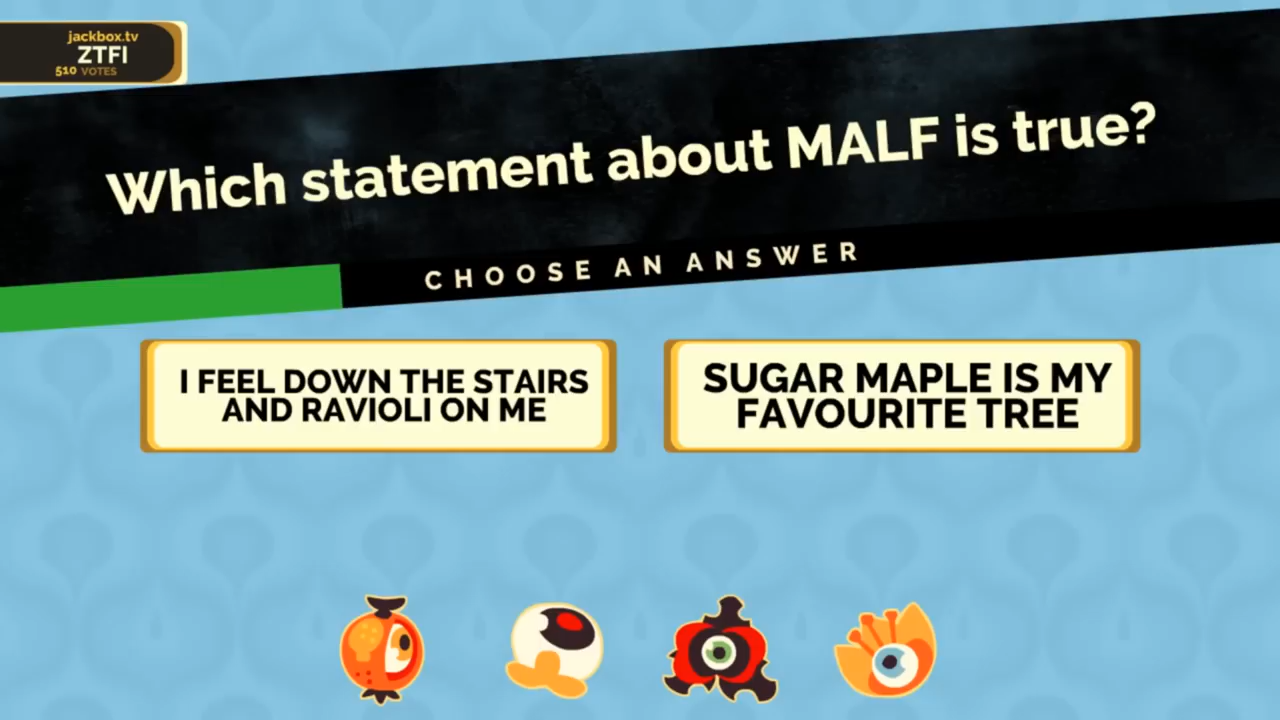 jackbox.tv
ZTFI
510 VOTES
Which statement about MALF is true?
CHOOSE AN ANSWER
I FEEL DOWN THE STAIRS
AND RAVIOLI ON ME
SUGAR MAPLE IS MY
FAVOURITE TREE